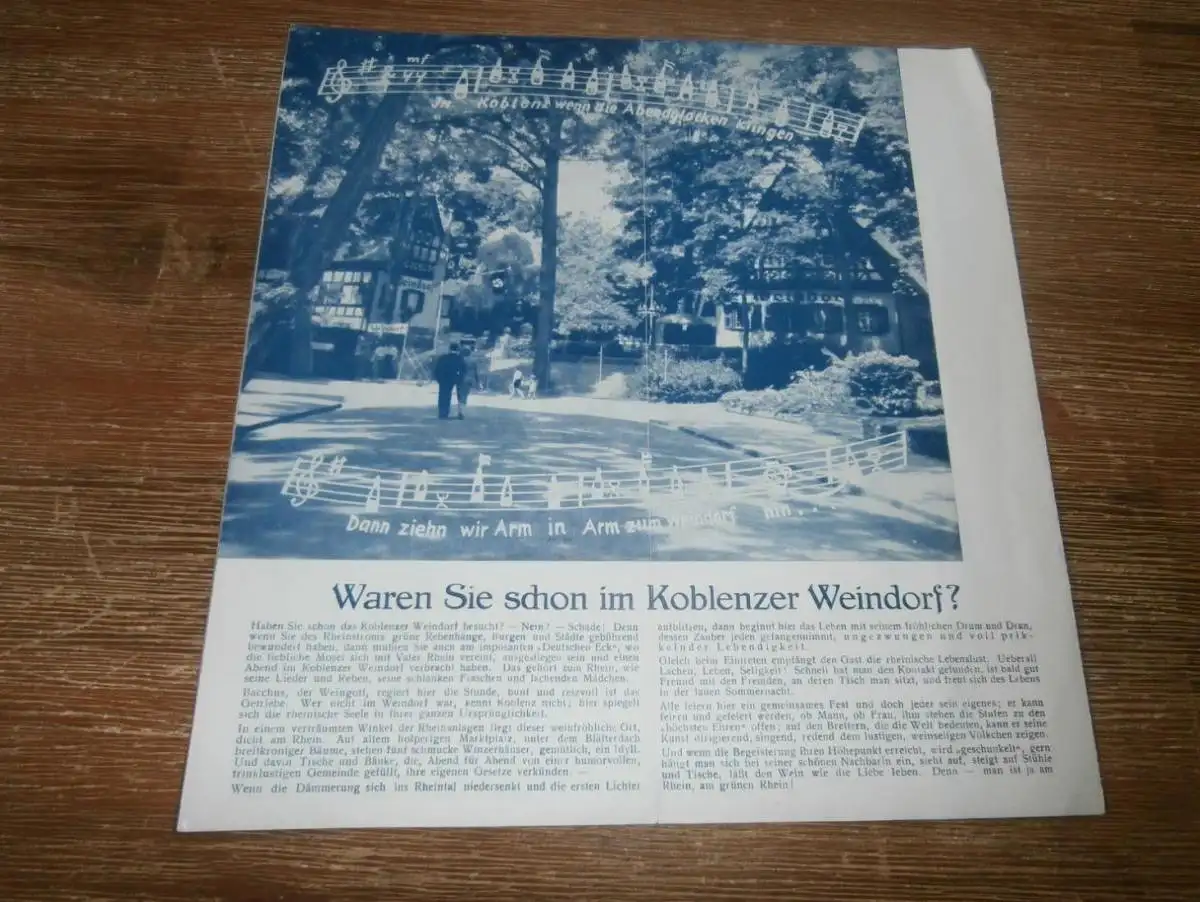 mf
In Koblenz wenn die Abendglocken klingen
Dann ziehn wir Arm in Arm zum Weindorf hin...
Waren Sie schon im Koblenzer Weindorf?
Haben Sie schon das Koblenzer Weindorf besucht? — Nein? — Schade! Denn
wenn Sie des Rheinstroms grüne Rebenhänge, Burgen und Städte gebührend
bewundert haben, dann müßen Sie auch am imposanten „Deutschen Eck“, wo
die liebliche Mosel sich mit Vater Rhein vereint, ausgestiegen sein und einen
Abend im Koblenzer Weindorf verbracht haben. Das gehört zum Rhein, wie
seine Lieder und Reben, seine schlanken Forschen und lachenden Mädchen.
Bacchus, der Weingott, regiert hier die Stunde, bunt und reizvoll ist das
Getriebe. Wer nicht im Weindorf war, kennt Koblenz nicht; hier spiegelt
sich die rheinische Seele in ihrer ganzen Ursprünglichkeit.
In einem verträumten Winkel der Rheinanlagen liegt dieser weinfröhliche Ort,
dicht am Rhein. Auf altem holperigen Marktplatz, unter dem Blätterdach
breitkroniger Bäume, stehen fünf schmucke Winzerhäuser, gemütlich, ein Idyll.
Und davor Tische und Bänke, die, Abend für Abend von einer humorvollen,
trinklustigen Gemeinde gefüllt, ihre eigenen Gesetze verkünden. —
Wenn die Dämmerung sich ins Rheintal niedersenkt und die ersten Lichter
aufblitzen, dann beginnt hier das Leben mit seinem fröhlichen Drum und Dran,
dessen Zauber jeden gefangennimmt, ungezwungen und voll prik-
kelnder Lebendigkeit.
Gleich beim Eintreten empfängt den Gast die rheinische Lebenslust. Ueberall
Lachen, Leben, Seligkeit! Schnell hat man den Kontakt gefunden, ist bald gut
Freund mit den Fremden, an deren Tisch man sitzt, und freut sich des Lebens
in der lauen Sommernacht.
Alle feiern hier ein gemeinsames Fest und doch jeder sein eigenes; er kann
feiern und gefeiert werden, ob Mann, ob Frau, ihm stehen die Stufen zu den
„höchsten Ehren“ offen; auf den Brettern, die die Welt bedeuten, kann er seine
Kunst dirigierend, singend, redend dem lustigen, weinseligen Völkchen zeigen.
Und wenn die Begeisterung ihren Höhepunkt erreicht, wird „geschunkelt“, gern
hängt man sich bei seiner schönen Nachbarin ein, sieht auf, steigt auf Stühle
und Tische, läßt den Wein wie die Liebe leben. Denn — man ist ja am
Rhein, am grünen Rhein!